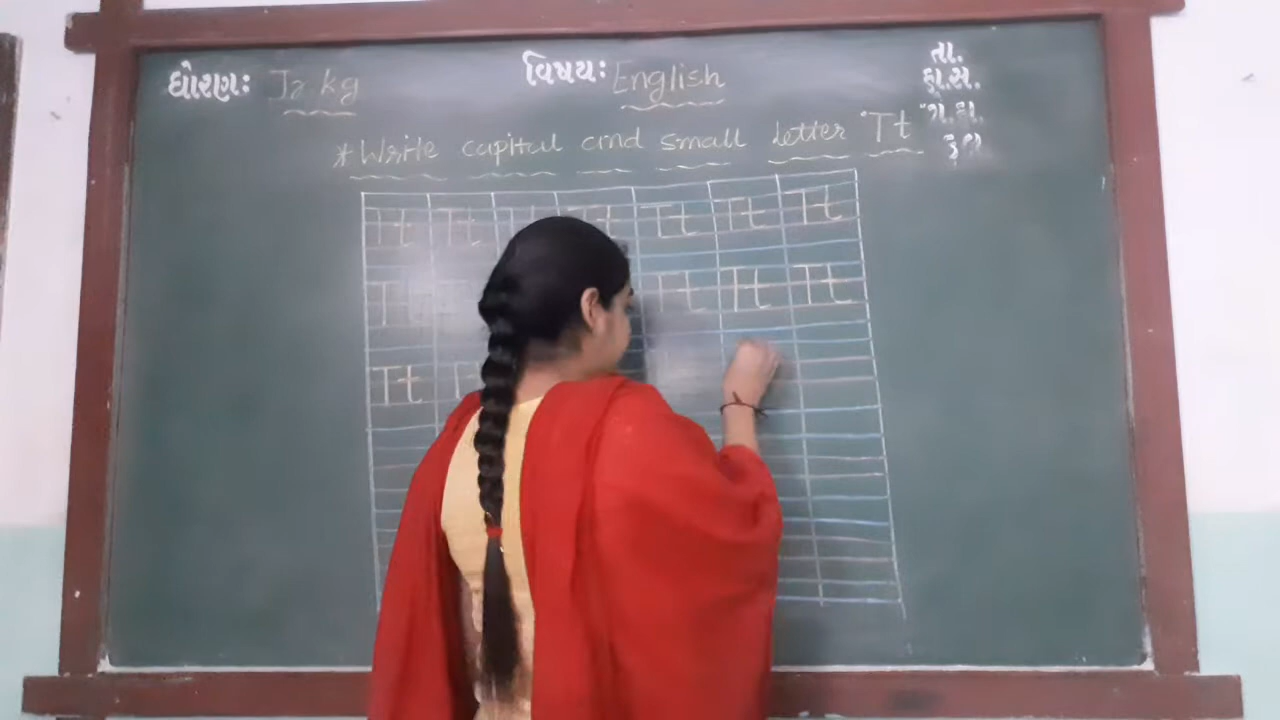 ધોરણઃ Jr. kg વિષયઃ English તા.
હા.સ.
* Write capital and small letter "Tt" ગ.હા.
કુલ
Tt Tt Tt Tt Tt Tt
Tt Tt Tt Tt
Tt